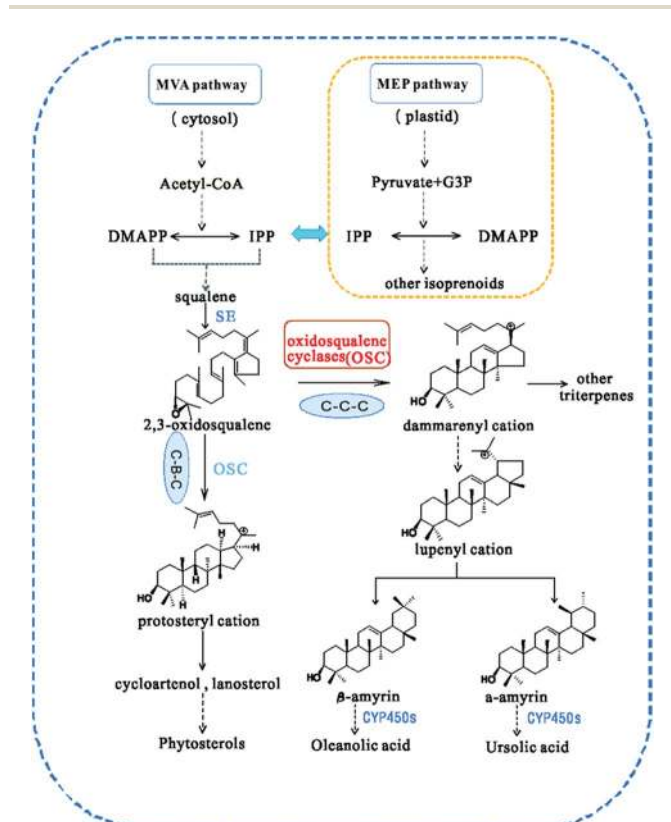 MVA pathway
MEP pathway
( cytosol)
( plastid)
Acetyl-CoA
Pyruvate+G3P
DMAPP
IPP
IPP
DMAPP
other isoprenoids
squalene
SE
oxidosqualene
cyclases(OSC)
C-C-C
other
triterpenes
HO
dammarenyl cation
O
2,3-oxidosqualene
C-B-C
OSC
HO
lupenyl cation
H
H
H
H
HO
protosteryl cation
HO
HO
cycloartenol , lanosterol
β-amyrin
a-amyrin
CYP450s
CYP450s
Phytosterols
Oleanolic acid
Ursolic acid